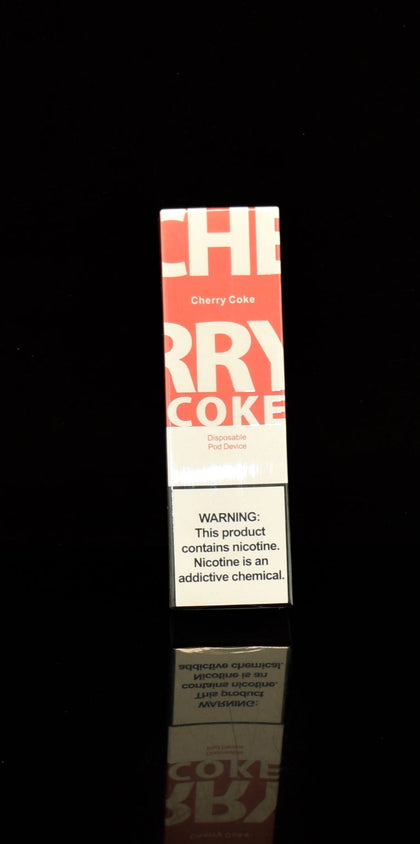 CHE
Cherry Coke
RRY
COKE
Disposable
Pod Device
WARNING:
This product
contains nicotine.
Nicotine is an
addictive chemical.